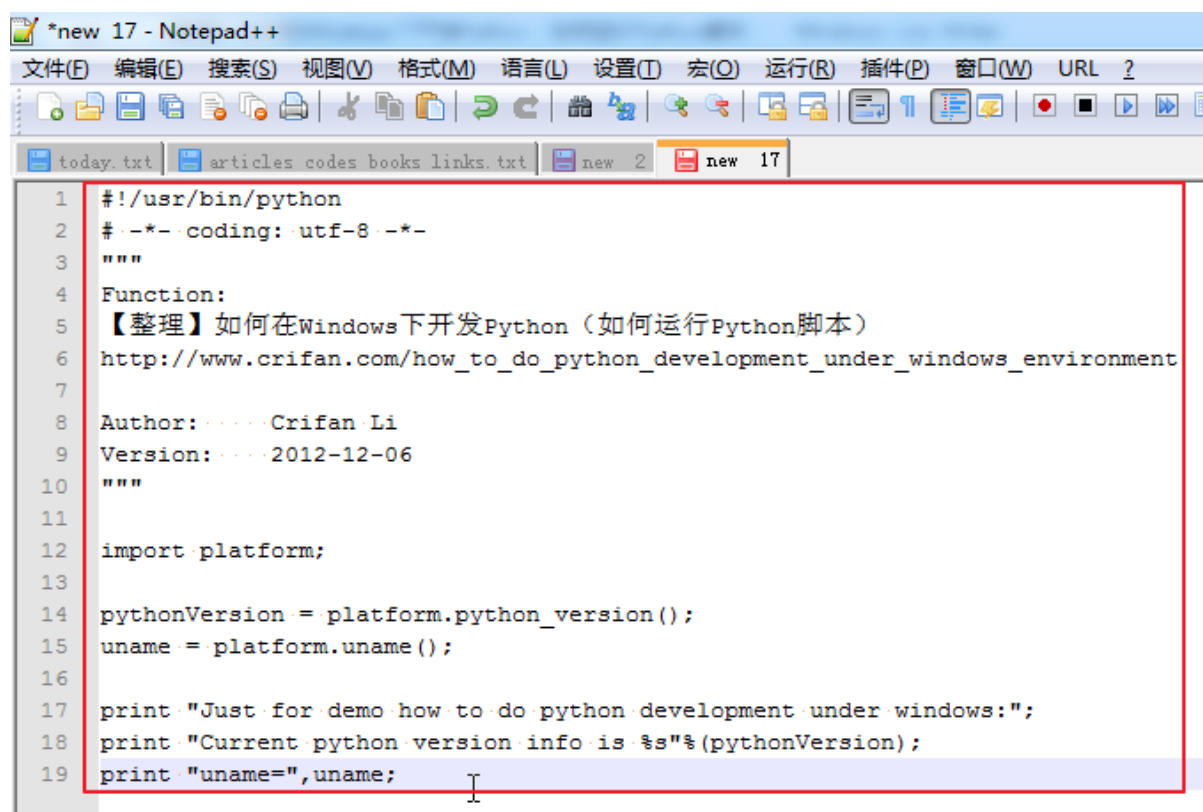 *new 17 - Notepad++
文件(F) 编辑(E) 搜索(S) 视图(V) 格式(M) 语言(L) 设置(T) 宏(O) 运行(R) 插件(P) 窗口(W) URL ?
today.txt articles codes books links.txt new 2 new 17
1 #!/usr/bin/python
2 # -*- coding: utf-8 -*-
3 """
4 Function:
5 【整理】如何在Windows下开发Python（如何运行Python脚本）
6 http://www.crifan.com/how_to_do_python_development_under_windows_environment
7
8 Author:     Crifan Li
9 Version:    2012-12-06
10 """
11
12 import platform;
13
14 pythonVersion = platform.python_version();
15 uname = platform.uname();
16
17 print "Just for demo how to do python development under windows:";
18 print "Current python version info is %s"%(pythonVersion);
19 print "uname=",uname;